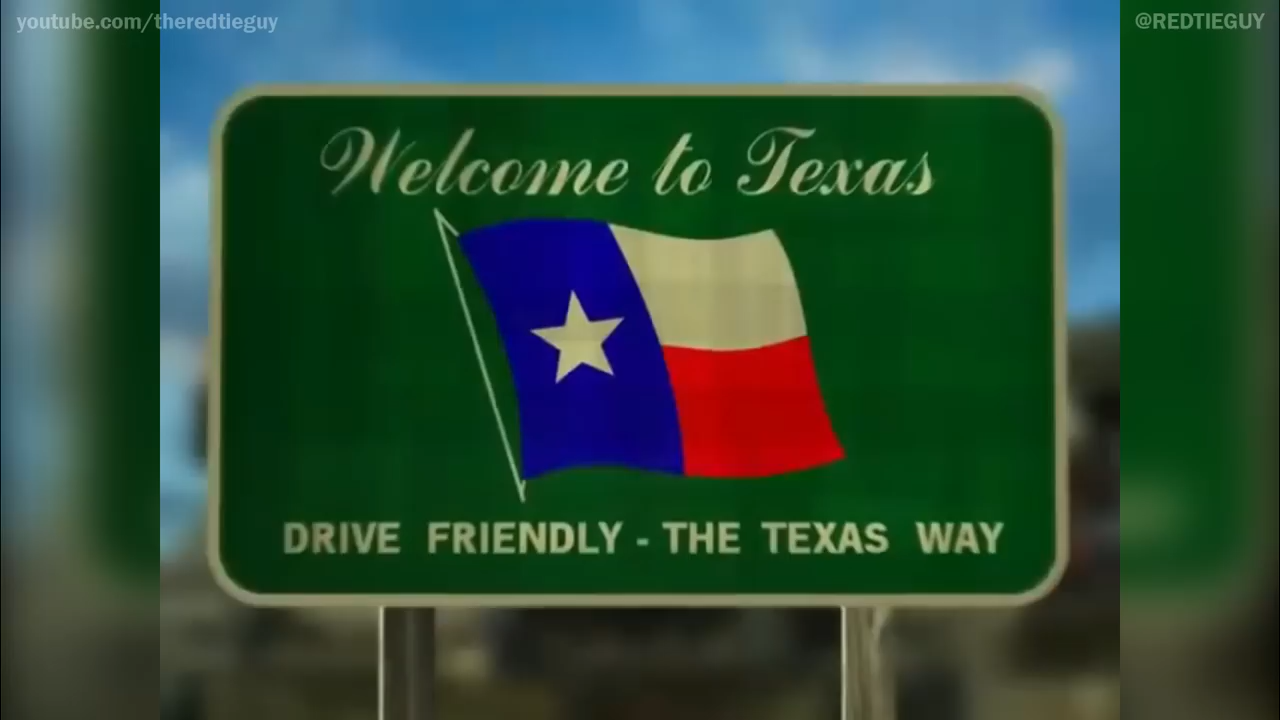 youtube.com/theredtieguy
@REDTIEGUY
Welcome to Texas
DRIVE FRIENDLY - THE TEXAS WAY